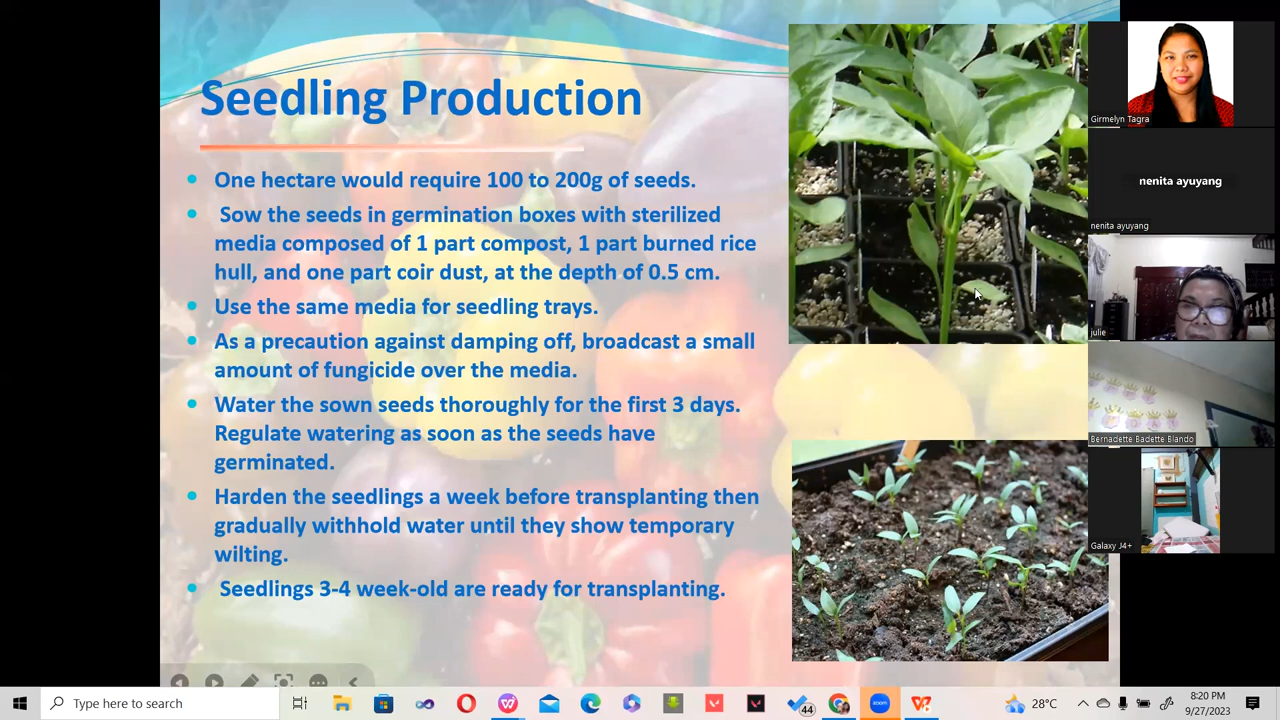 Seedling Production
One hectare would require 100 to 200g of seeds.
Sow the seeds in germination boxes with sterilized
media composed of 1 part compost, 1 part burned rice
hull, and one part coir dust, at the depth of 0.5 cm.
Use the same media for seedling trays.
As a precaution against damping off, broadcast a small
amount of fungicide over the media.
Water the sown seeds thoroughly for the first 3 days.
Regulate watering as soon as the seeds have
germinated.
Harden the seedlings a week before transplanting then
gradually withhold water until they show temporary
wilting.
Seedlings 3-4 week-old are ready for transplanting.
Girmelyn Tagra
nenita ayuyang
nenita ayuyang
julie
Bernadette Badette Blando
Galaxy J4+
Type here to search
44
zoom
28°C
8:20 PM
9/27/2023